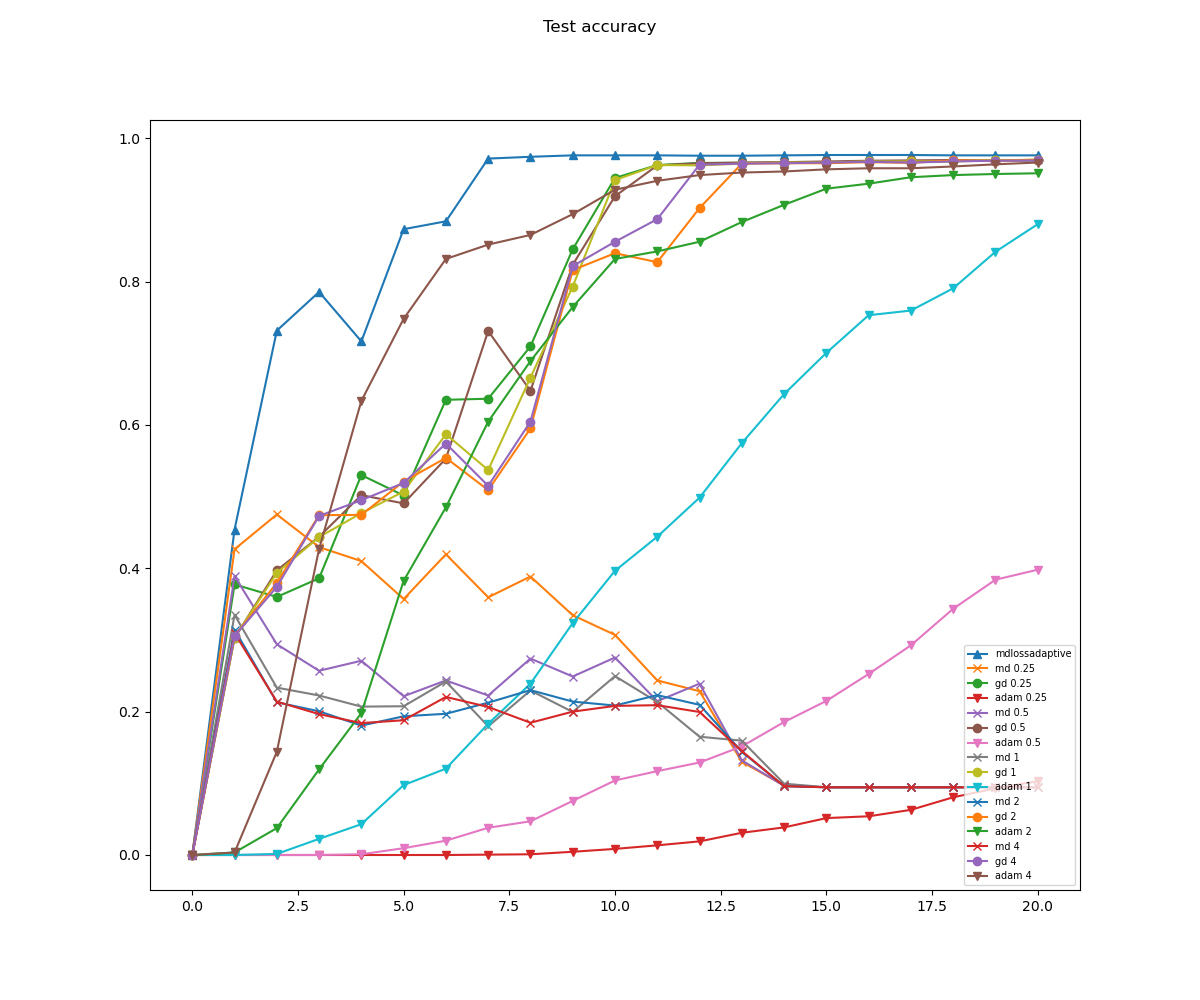 Test accuracy
1.0
0.8
0.6
0.4
0.2
0.0
0.0 2.5 5.0 7.5 10.0 12.5 15.0 17.5 20.0
mdlossadaptive
md 0.25
gd 0.25
adam 0.25
md 0.5
gd 0.5
adam 0.5
md 1
gd 1
adam 1
md 2
gd 2
adam 2
md 4
gd 4
adam 4